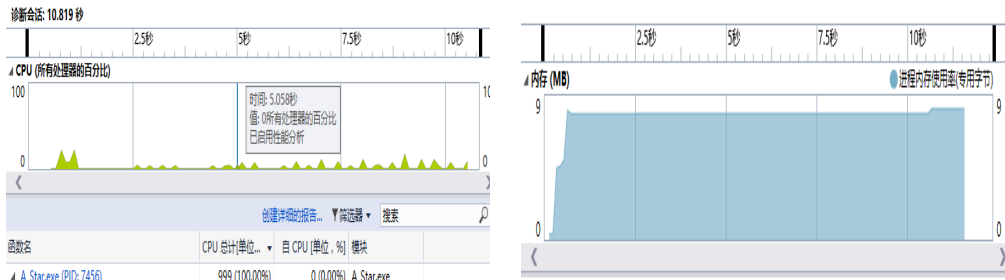 诊断会话: 10.819 秒
2.5秒 5秒 7.5秒 10秒
CPU (所有处理器的百分比)
100 10
时间: 5.058秒
值: 0所有处理器的百分比
已启用性能分析
0 0
创建详细的报告... 筛选器 搜索
函数名 CPU 总计[单位... 自 CPU [单位 , %] 模块
A_Star.exe (PID: 7456) 999 (100.00%) 0 (0.00%) A_Star.exe
2.5秒 5秒 7.5秒 10秒
内存 (MB) 进程内存使用率(专用字节)
9 9
0 0